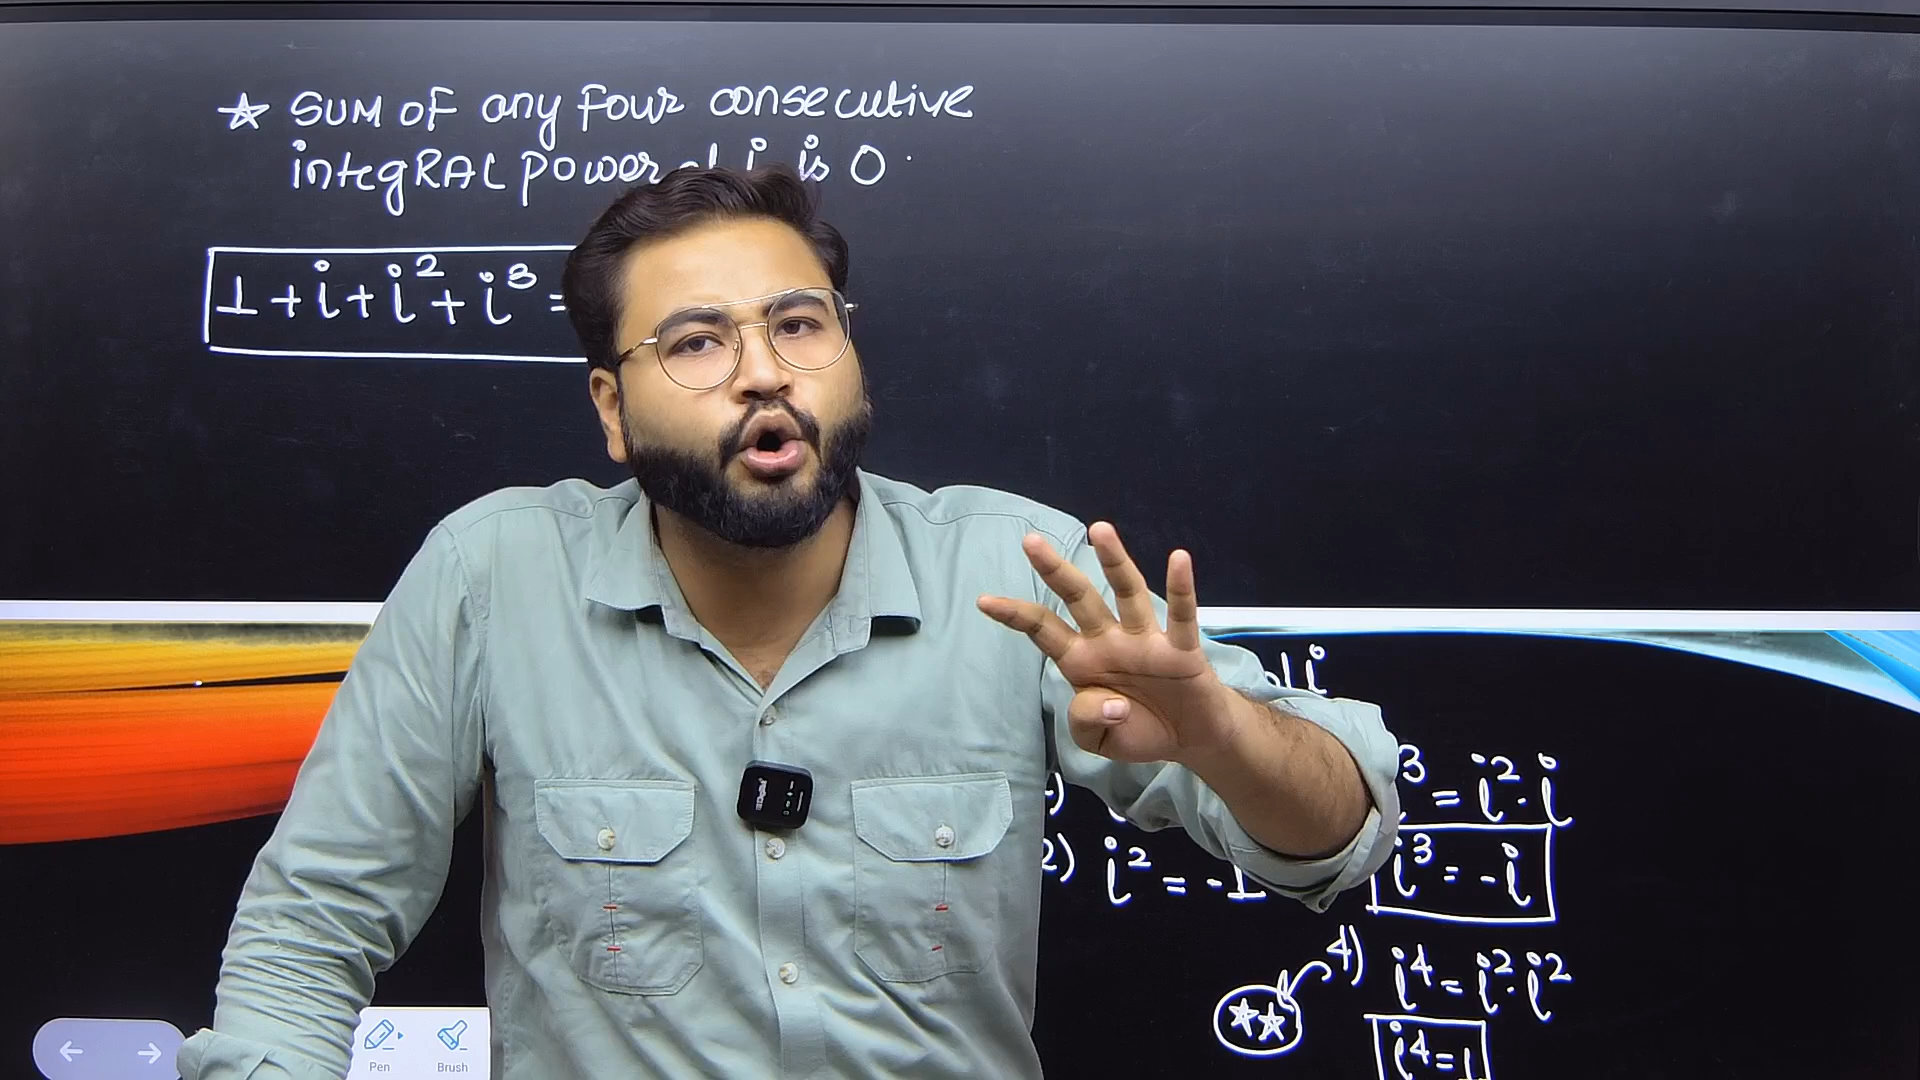 ☆ SUM OF any Four consecutive
integRAL power of i is 0.
1 + i + i² + i³ =
i
2) i² = -1
³ = i²·i
i³ = -i
4) i⁴ = i²·i²
☆☆
i⁴ = 1
Pen
Brush